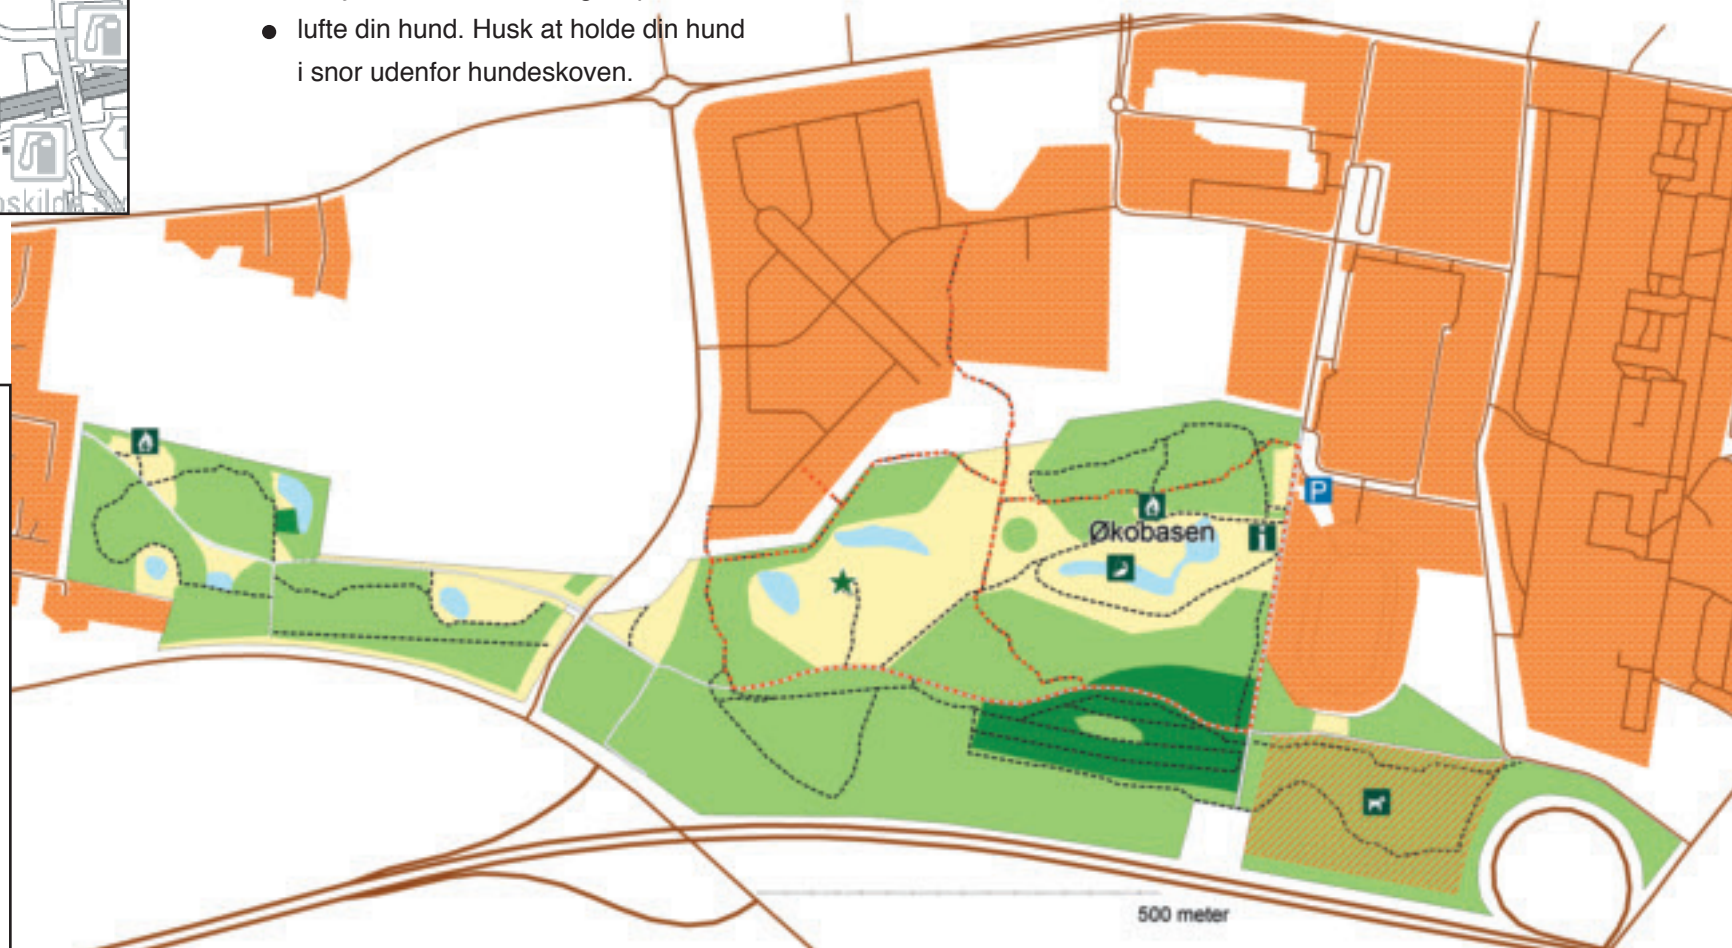 ● lufte din hund. Husk at holde din hund
i snor udenfor hundeskoven.
P
Økobasen
i
500 meter